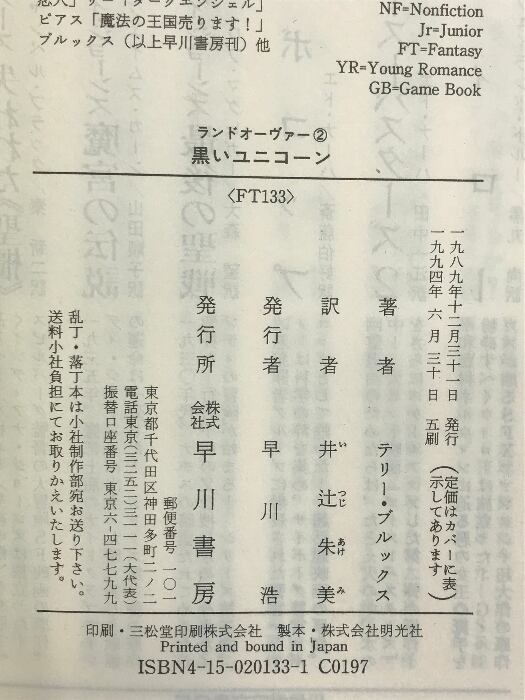 ピアス「魔法の王国売ります！」
ブルックス（以上早川書房刊）他
NF=Nonfiction
Jr=Junior
FT=Fantasy
YR=Young Romance
GB=Game Book
ランドオーヴァー②
黒いユニコーン
〈FT133〉
一九八九年十二月三十一日　発行
一九九四年　六月　三十日　五刷
（定価はカバーに表示してあります）
著者　テリー・ブルックス
訳者　井辻朱美
いつじあけみ
発行者　早川　浩
発行所　株式会社　早川書房
郵便番号　一〇一
東京都千代田区神田多町二ノ二
電話東京（三二五二）三一一一（大代表）
振替口座番号　東京六－四七七九九
乱丁・落丁本は小社制作部宛お送り下さい。
送料小社負担にてお取りかえいたします。
印刷・三松堂印刷株式会社　製本・株式会社明光社
Printed and bound in Japan
ISBN4-15-020133-1 C0197